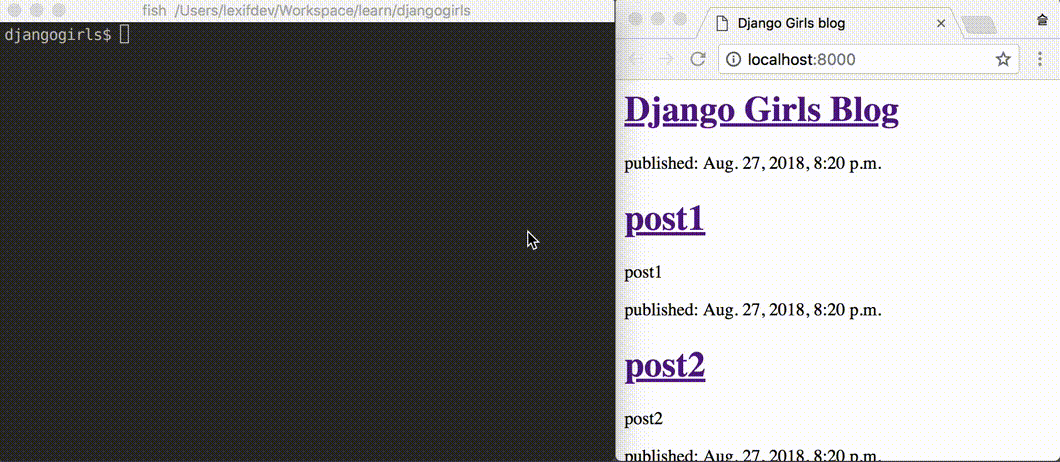 fish /Users/lexifdev/Workspace/learn/djangogirls
djangogirls$
Django Girls blog
localhost:8000
Django Girls Blog
published: Aug. 27, 2018, 8:20 p.m.
post1
post1
published: Aug. 27, 2018, 8:20 p.m.
post2
post2
published: Aug. 27, 2018, 8:20 p.m.